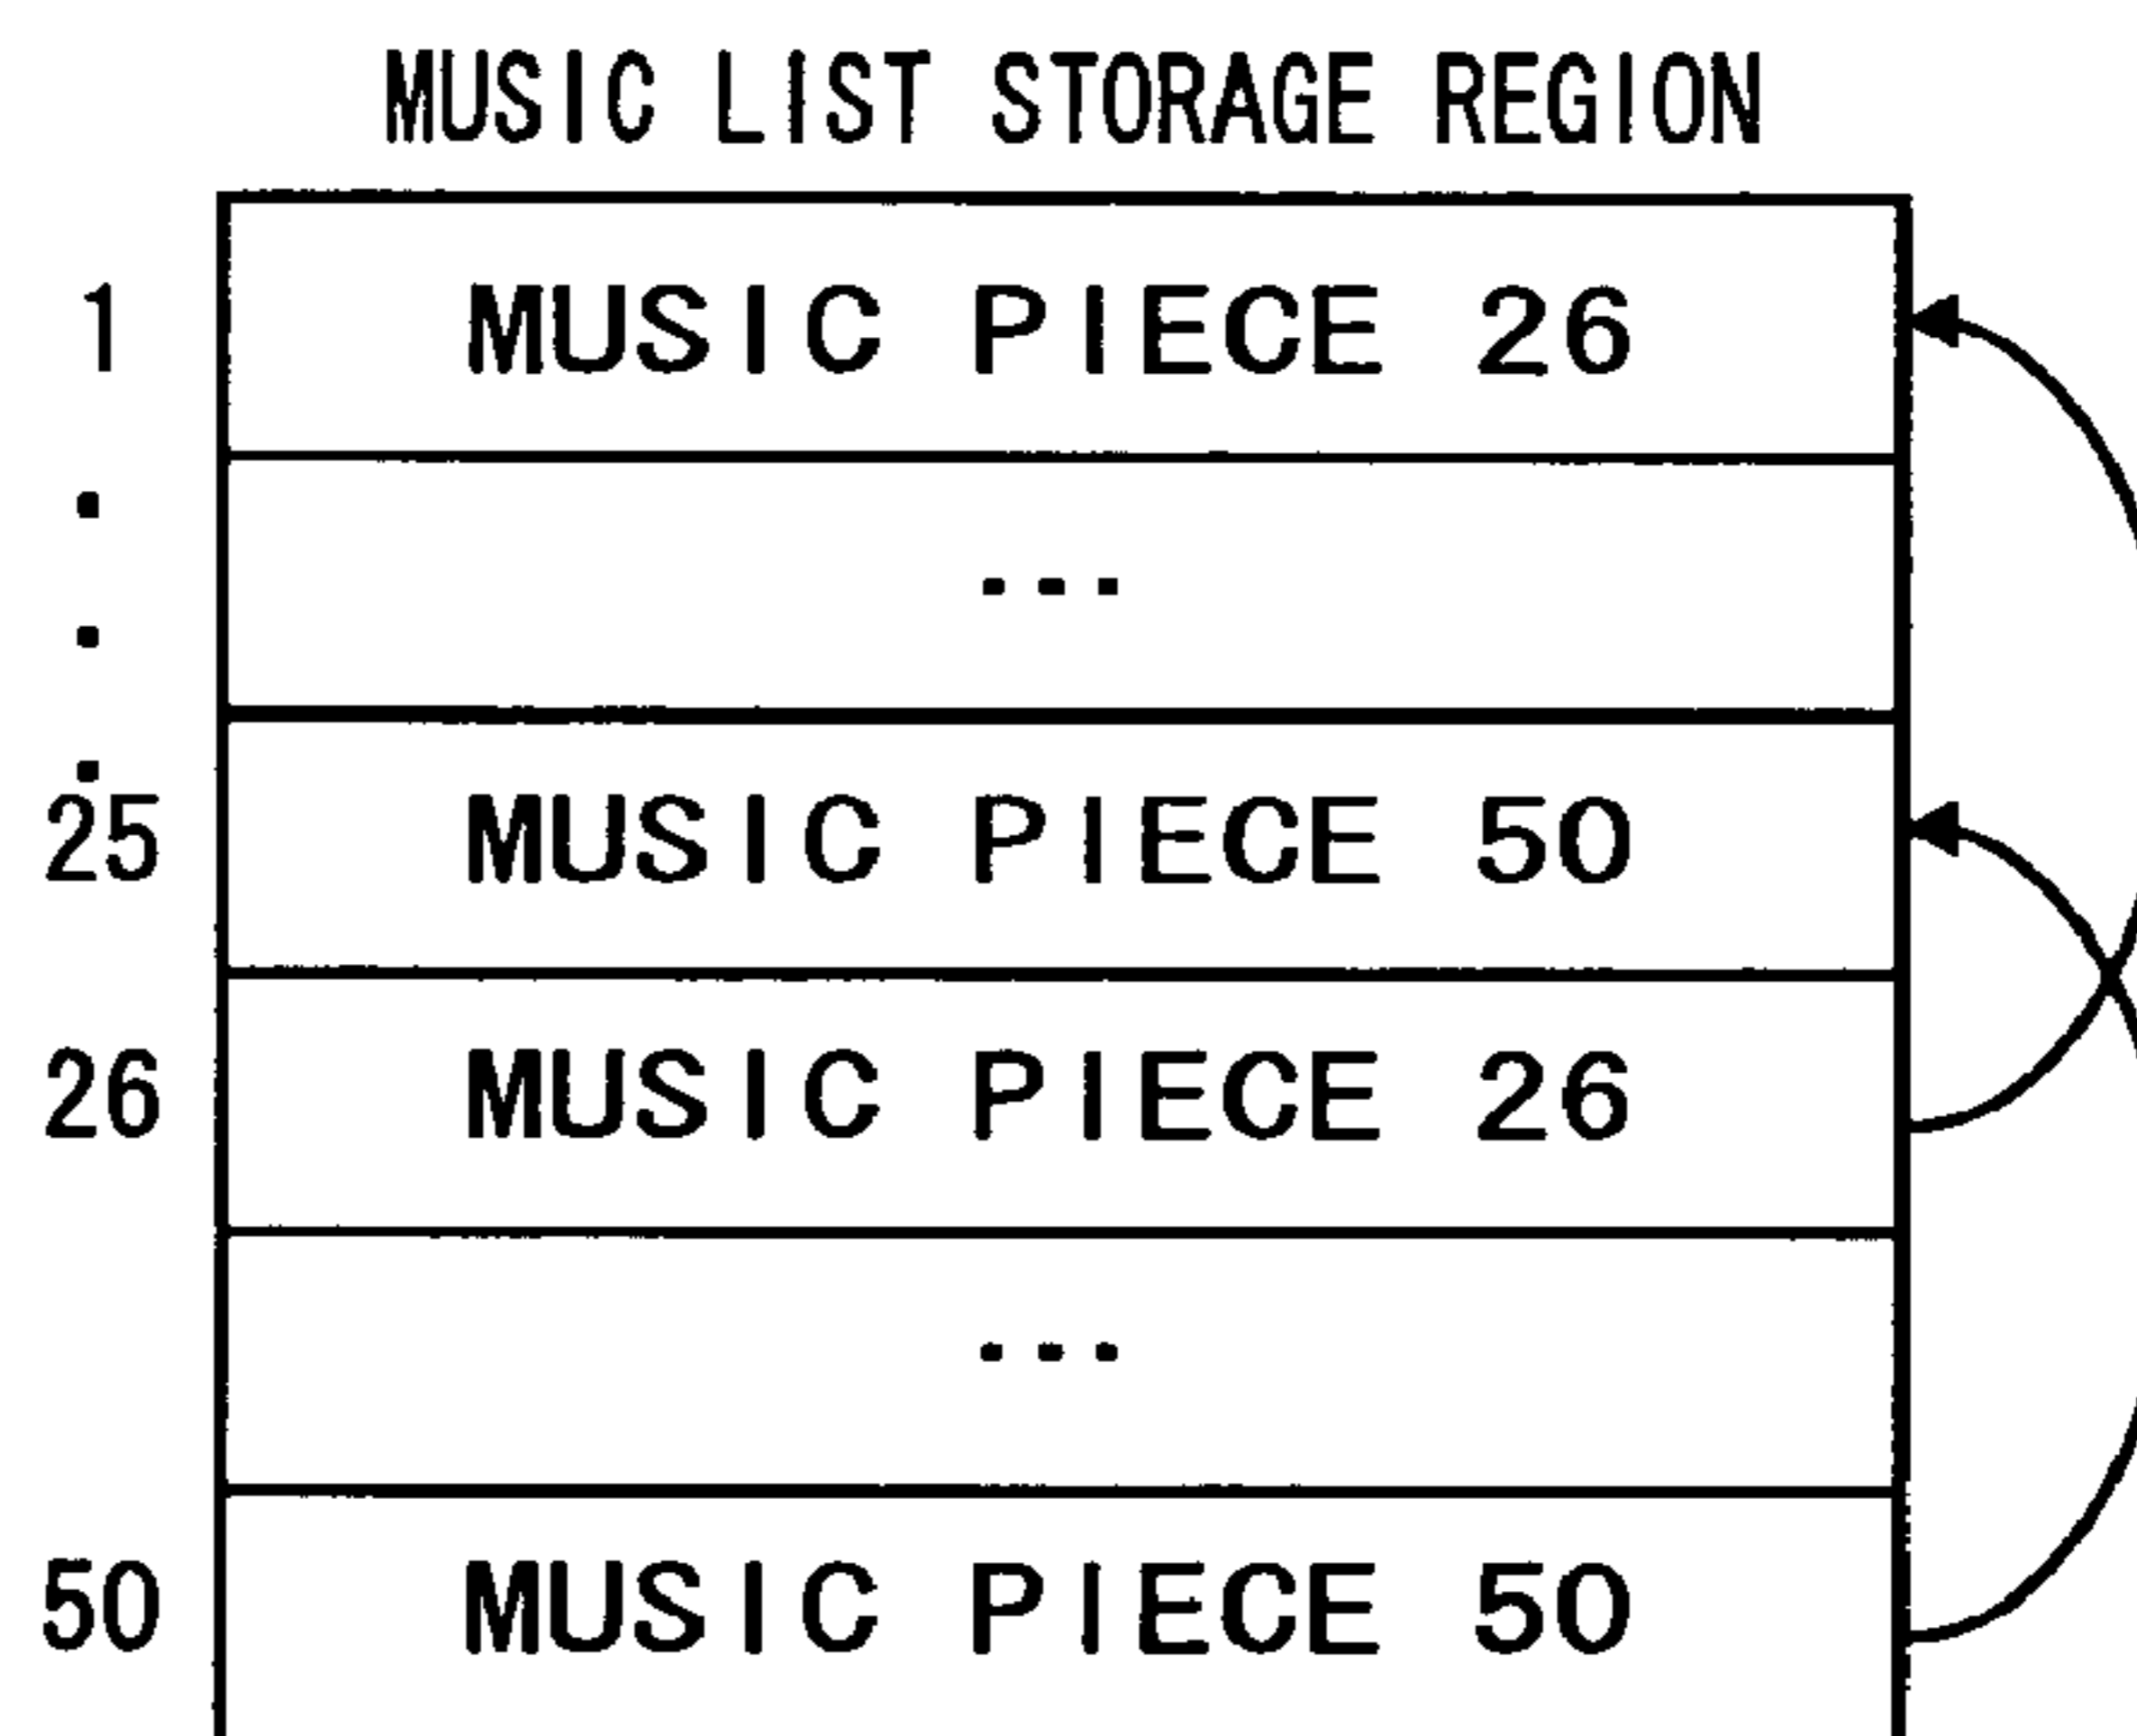 MUSIC LIST STORAGE REGION
1 MUSIC PIECE 26
...
25 MUSIC PIECE 50
26 MUSIC PIECE 26
...
50 MUSIC PIECE 50